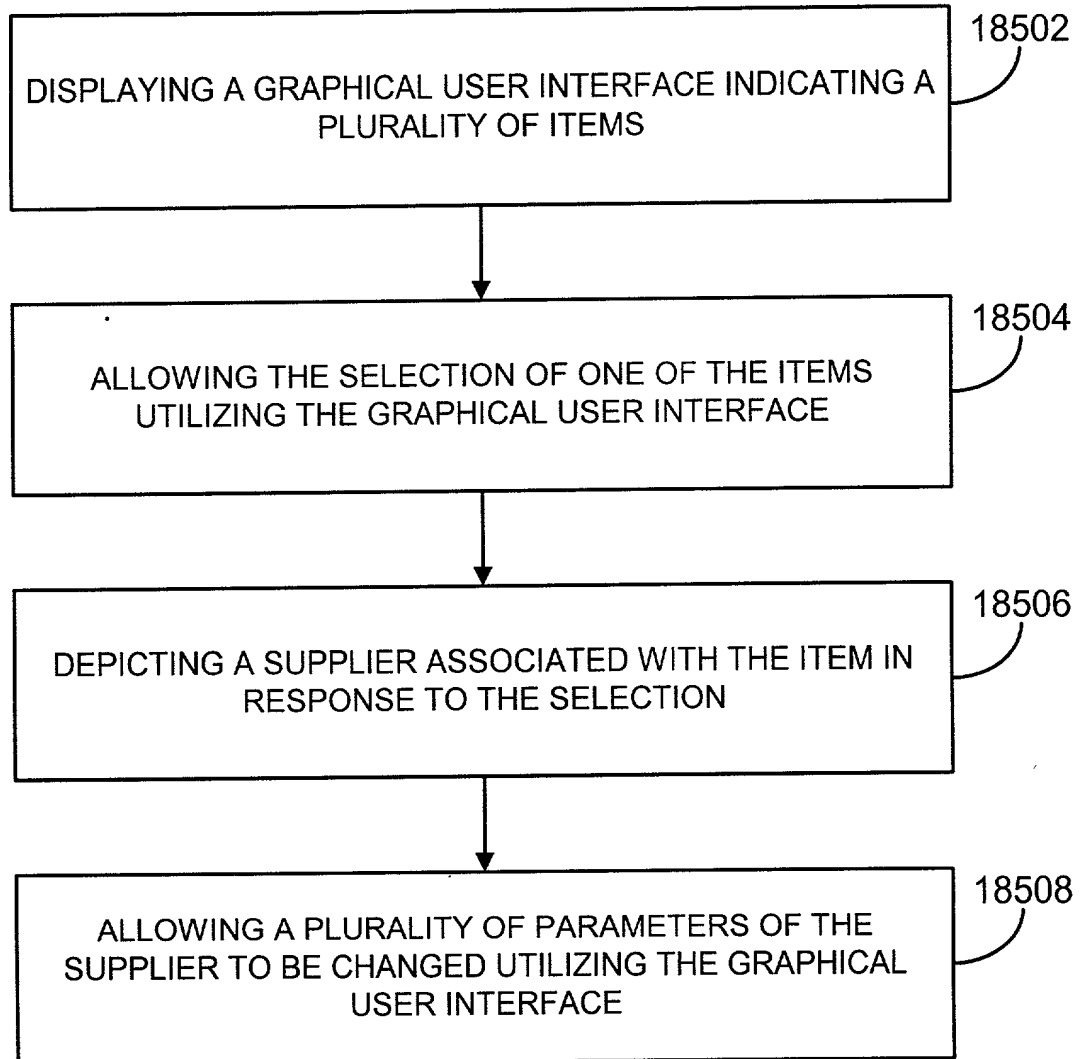 18502
DISPLAYING A GRAPHICAL USER INTERFACE INDICATING A
PLURALITY OF ITEMS
18504
ALLOWING THE SELECTION OF ONE OF THE ITEMS
UTILIZING THE GRAPHICAL USER INTERFACE
18506
DEPICTING A SUPPLIER ASSOCIATED WITH THE ITEM IN
RESPONSE TO THE SELECTION
18508
ALLOWING A PLURALITY OF PARAMETERS OF THE
SUPPLIER TO BE CHANGED UTILIZING THE GRAPHICAL
USER INTERFACE